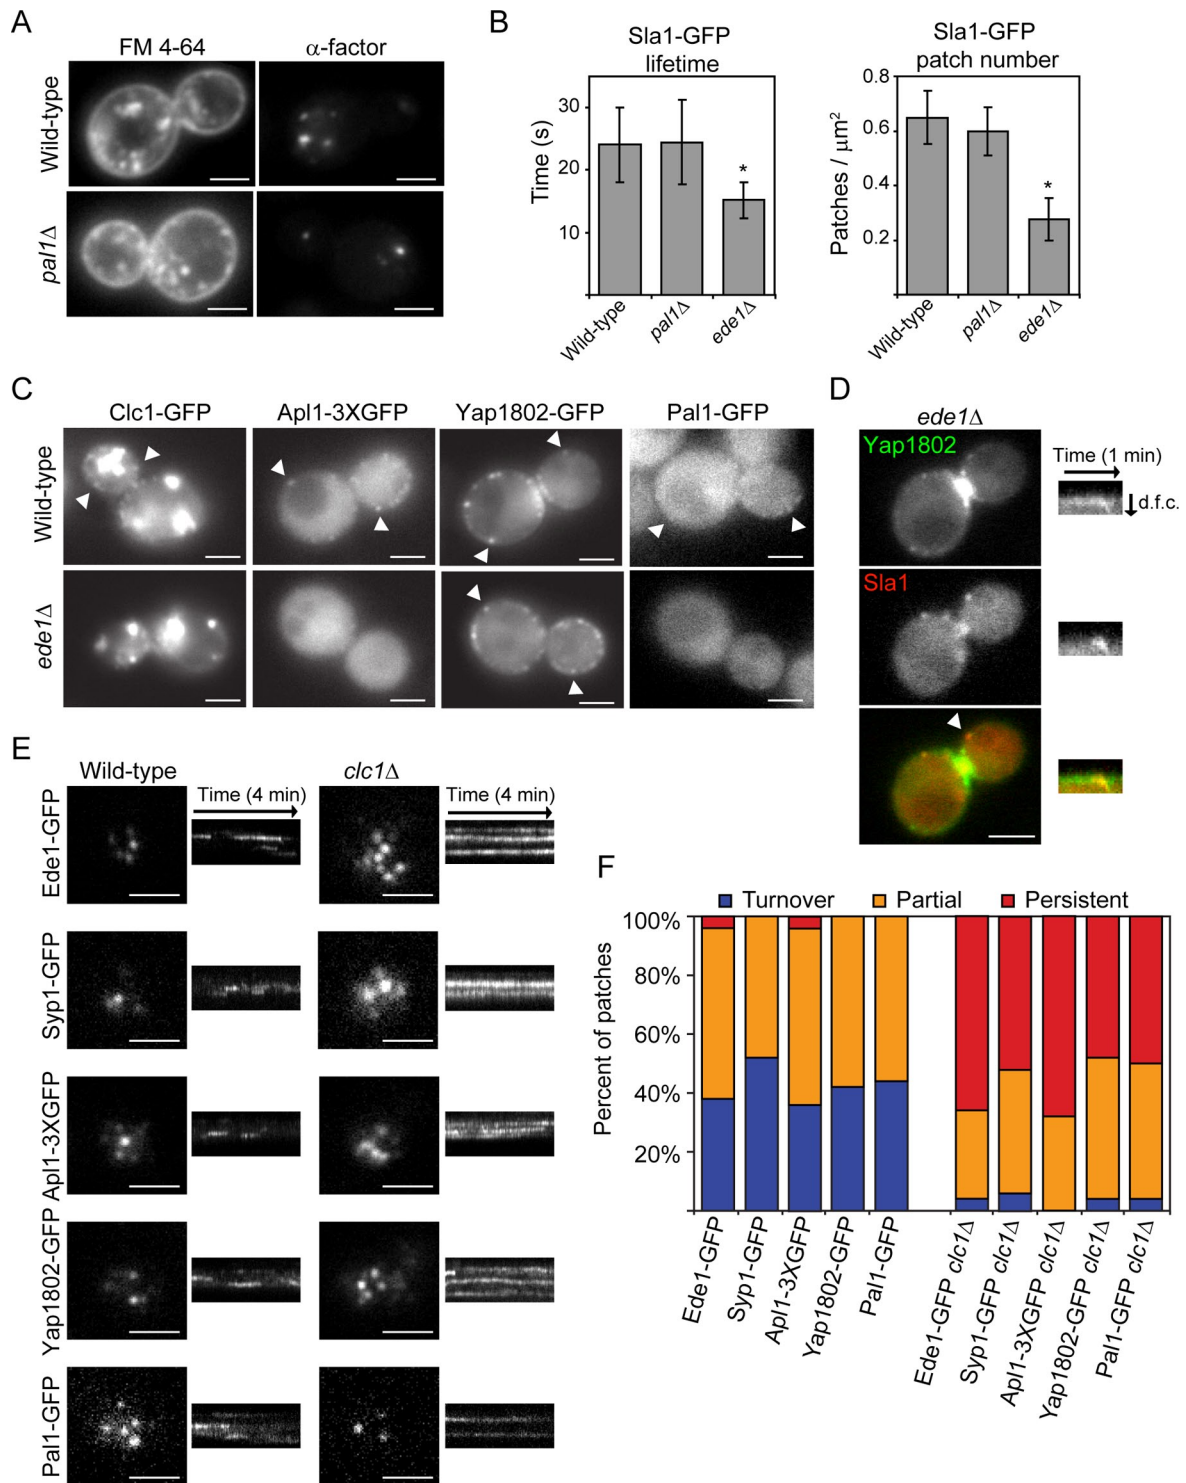 A
FM 4-64
α-factor
Wild-type
pal1Δ
B
Sla1-GFP
lifetime
Time (s)
30
20
10
Wild-type
pal1Δ
ede1Δ
*
Sla1-GFP
patch number
Patches / μm²
0.8
0.6
0.4
0.2
Wild-type
pal1Δ
ede1Δ
*
C
Clc1-GFP
Apl1-3XGFP
Yap1802-GFP
Pal1-GFP
Wild-type
ede1Δ
D
ede1Δ
Yap1802
Time (1 min)
d.f.c.
Sla1
E
Wild-type
clc1Δ
Time (4 min)
Time (4 min)
Ede1-GFP
Syp1-GFP
Apl1-3XGFP
Yap1802-GFP
Pal1-GFP
F
Turnover
Partial
Persistent
Percent of patches
100%
80%
60%
40%
20%
Ede1-GFP
Syp1-GFP
Apl1-3XGFP
Yap1802-GFP
Pal1-GFP
Ede1-GFP clc1Δ
Syp1-GFP clc1Δ
Apl1-3XGFP clc1Δ
Yap1802-GFP clc1Δ
Pal1-GFP clc1Δ